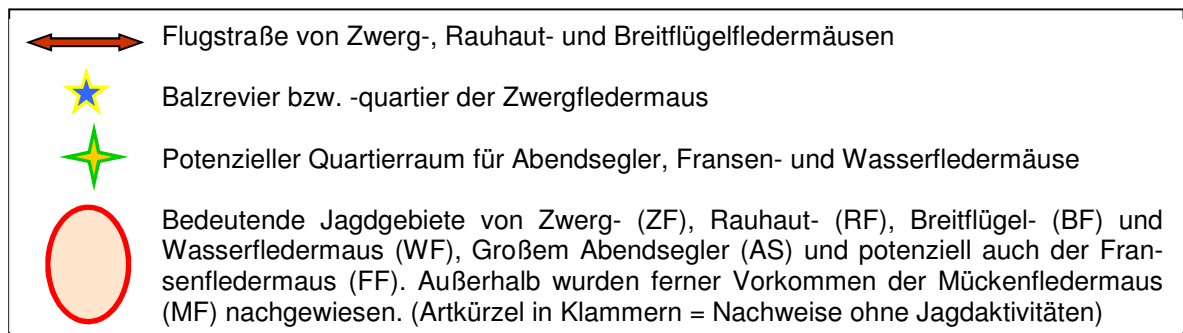 Flugstraße von Zwerg-, Rauhaut- und Breitflügelfledermäusen
Balzrevier bzw. -quartier der Zwergfledermaus
Potenzieller Quartierraum für Abendsegler, Fransen- und Wasserfledermäuse
Bedeutende Jagdgebiete von Zwerg- (ZF), Rauhaut- (RF), Breitflügel- (BF) und
Wasserfledermaus (WF), Großem Abendsegler (AS) und potenziell auch der Fran-
senfledermaus (FF). Außerhalb wurden ferner Vorkommen der Mückenfledermaus
(MF) nachgewiesen. (Artkürzel in Klammern = Nachweise ohne Jagdaktivitäten)